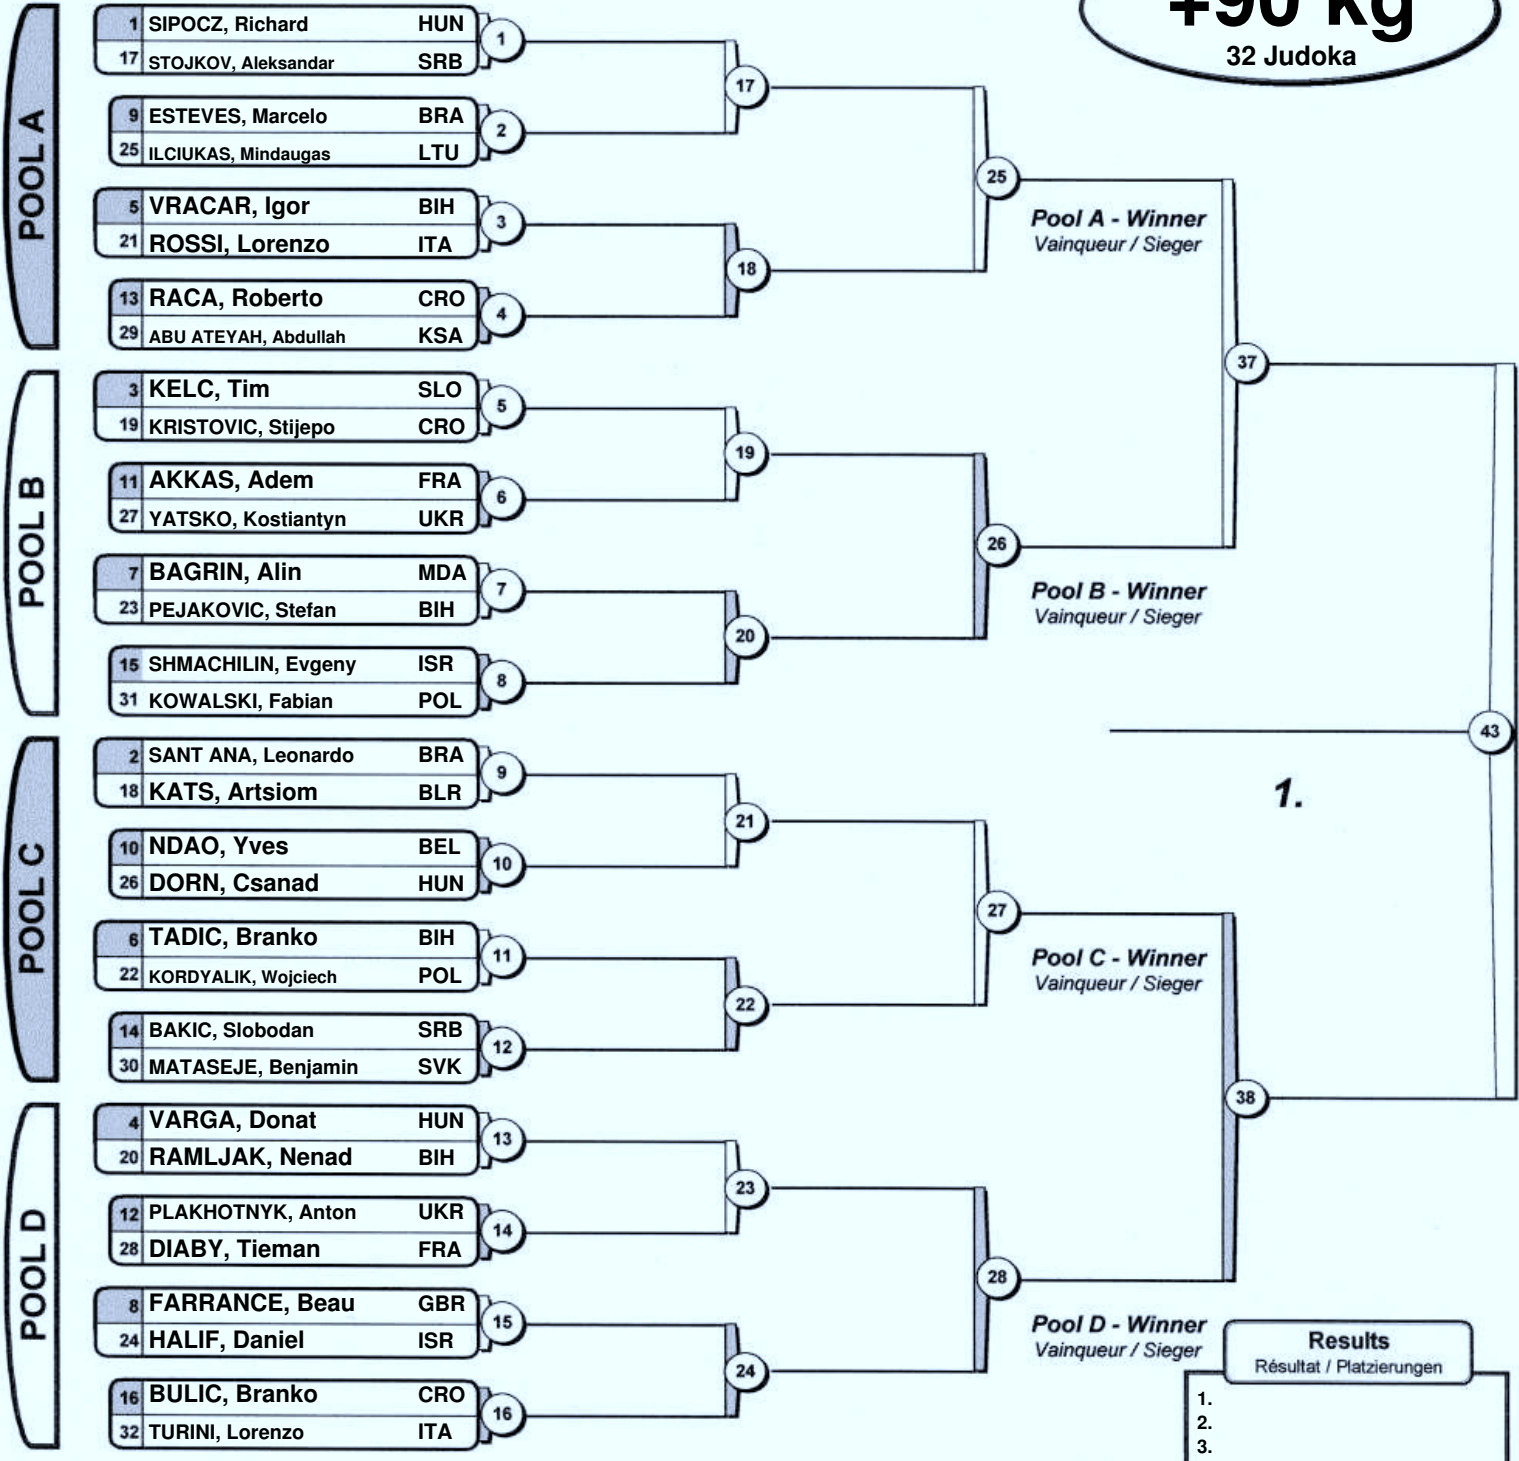 +90 kg
32 Judoka
POOL A
1 SIPOCZ, Richard HUN
17 STOJKOV, Aleksandar SRB
1
9 ESTEVES, Marcelo BRA
25 ILCIUKAS, Mindaugas LTU
2
17
5 VRACAR, Igor BIH
21 ROSSI, Lorenzo ITA
3
13 RACA, Roberto CRO
29 ABU ATEYAH, Abdullah KSA
4
18
25
Pool A - Winner
Vainqueur / Sieger
POOL B
3 KELC, Tim SLO
19 KRISTOVIC, Stijepo CRO
5
11 AKKAS, Adem FRA
27 YATSKO, Kostiantyn UKR
6
19
7 BAGRIN, Alin MDA
23 PEJAKOVIC, Stefan BIH
7
15 SHMACHILIN, Evgeny ISR
31 KOWALSKI, Fabian POL
8
20
26
Pool B - Winner
Vainqueur / Sieger
37
POOL C
2 SANT ANA, Leonardo BRA
18 KATS, Artsiom BLR
9
10 NDAO, Yves BEL
26 DORN, Csanad HUN
10
21
6 TADIC, Branko BIH
22 KORDYALIK, Wojciech POL
11
14 BAKIC, Slobodan SRB
30 MATASEJE, Benjamin SVK
12
22
27
Pool C - Winner
Vainqueur / Sieger
POOL D
4 VARGA, Donat HUN
20 RAMLJAK, Nenad BIH
13
12 PLAKHOTNYK, Anton UKR
28 DIABY, Tieman FRA
14
23
8 FARRANCE, Beau GBR
24 HALIF, Daniel ISR
15
16 BULIC, Branko CRO
32 TURINI, Lorenzo ITA
16
24
28
Pool D - Winner
Vainqueur / Sieger
38
43
1.
Results
Résultat / Platzierungen
1.
2.
3.